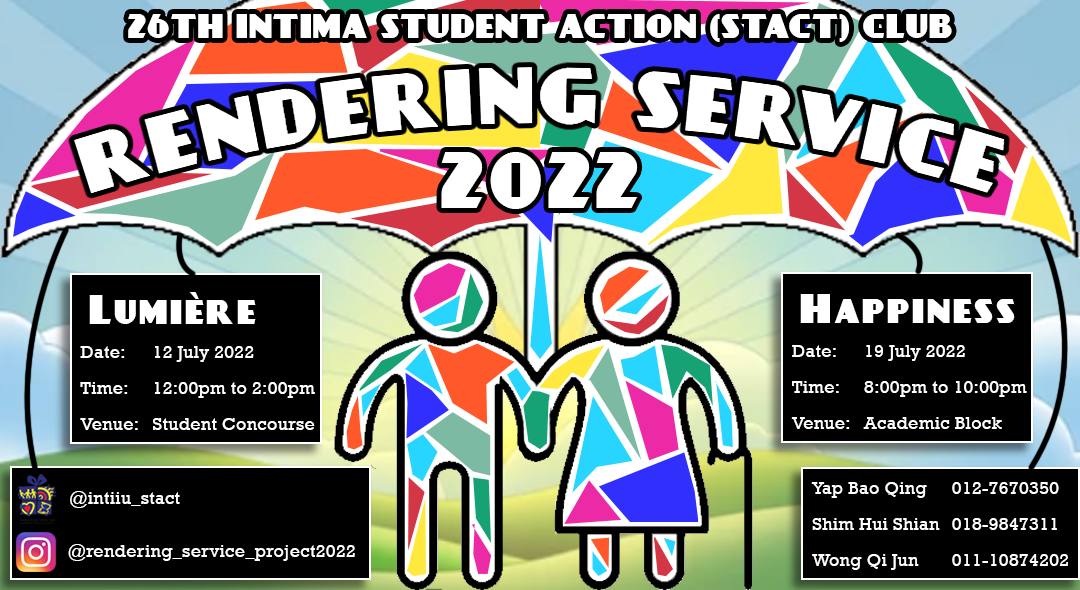 26TH INTIMA STUDENT ACTION (STACT) CLUB
RENDERING SERVICE
2022
LUMIÈRE
Date: 12 July 2022
Time: 12:00pm to 2:00pm
Venue: Student Concourse
HAPPINESS
Date: 19 July 2022
Time: 8:00pm to 10:00pm
Venue: Academic Block
@intiiu_stact
@rendering_service_project2022
Yap Bao Qing 012-7670350
Shim Hui Shian 018-9847311
Wong Qi Jun 011-10874202